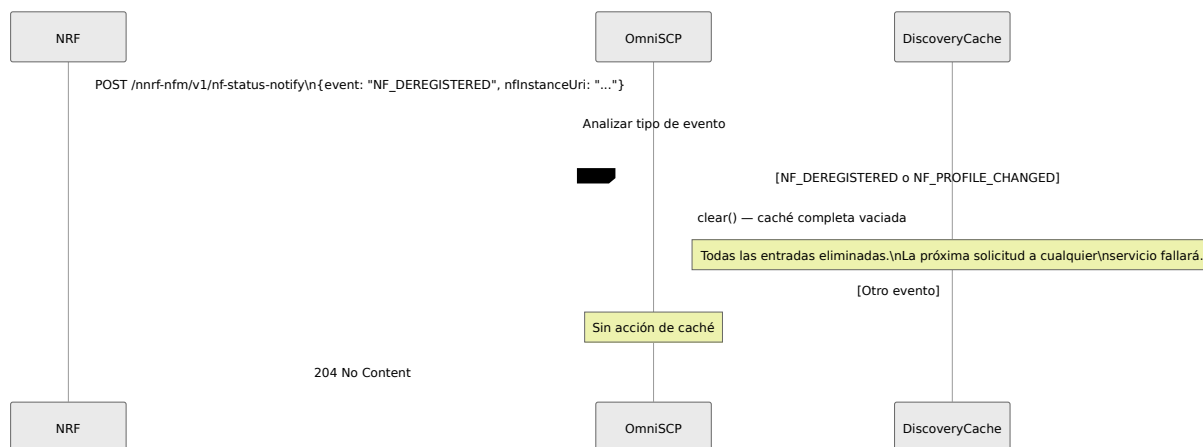 NRF
OmniSCP
DiscoveryCache
POST /nnrf-nfm/v1/nf-status-notify\n{event: "NF_DEREGISTERED", nfInstanceUri: "..."}
Analizar tipo de evento
[NF_DEREGISTERED o NF_PROFILE_CHANGED]
clear() — caché completa vaciada
Todas las entradas eliminadas.\nLa próxima solicitud a cualquier\nservicio fallará.
[Otro evento]
Sin acción de caché
204 No Content
NRF
OmniSCP
DiscoveryCache